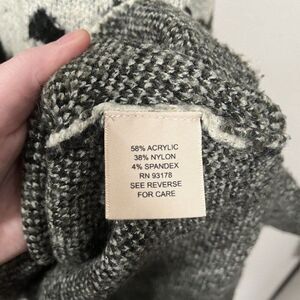 58% ACRYLIC
38% NYLON
4% SPANDEX
RN 93178
SEE REVERSE
FOR CARE